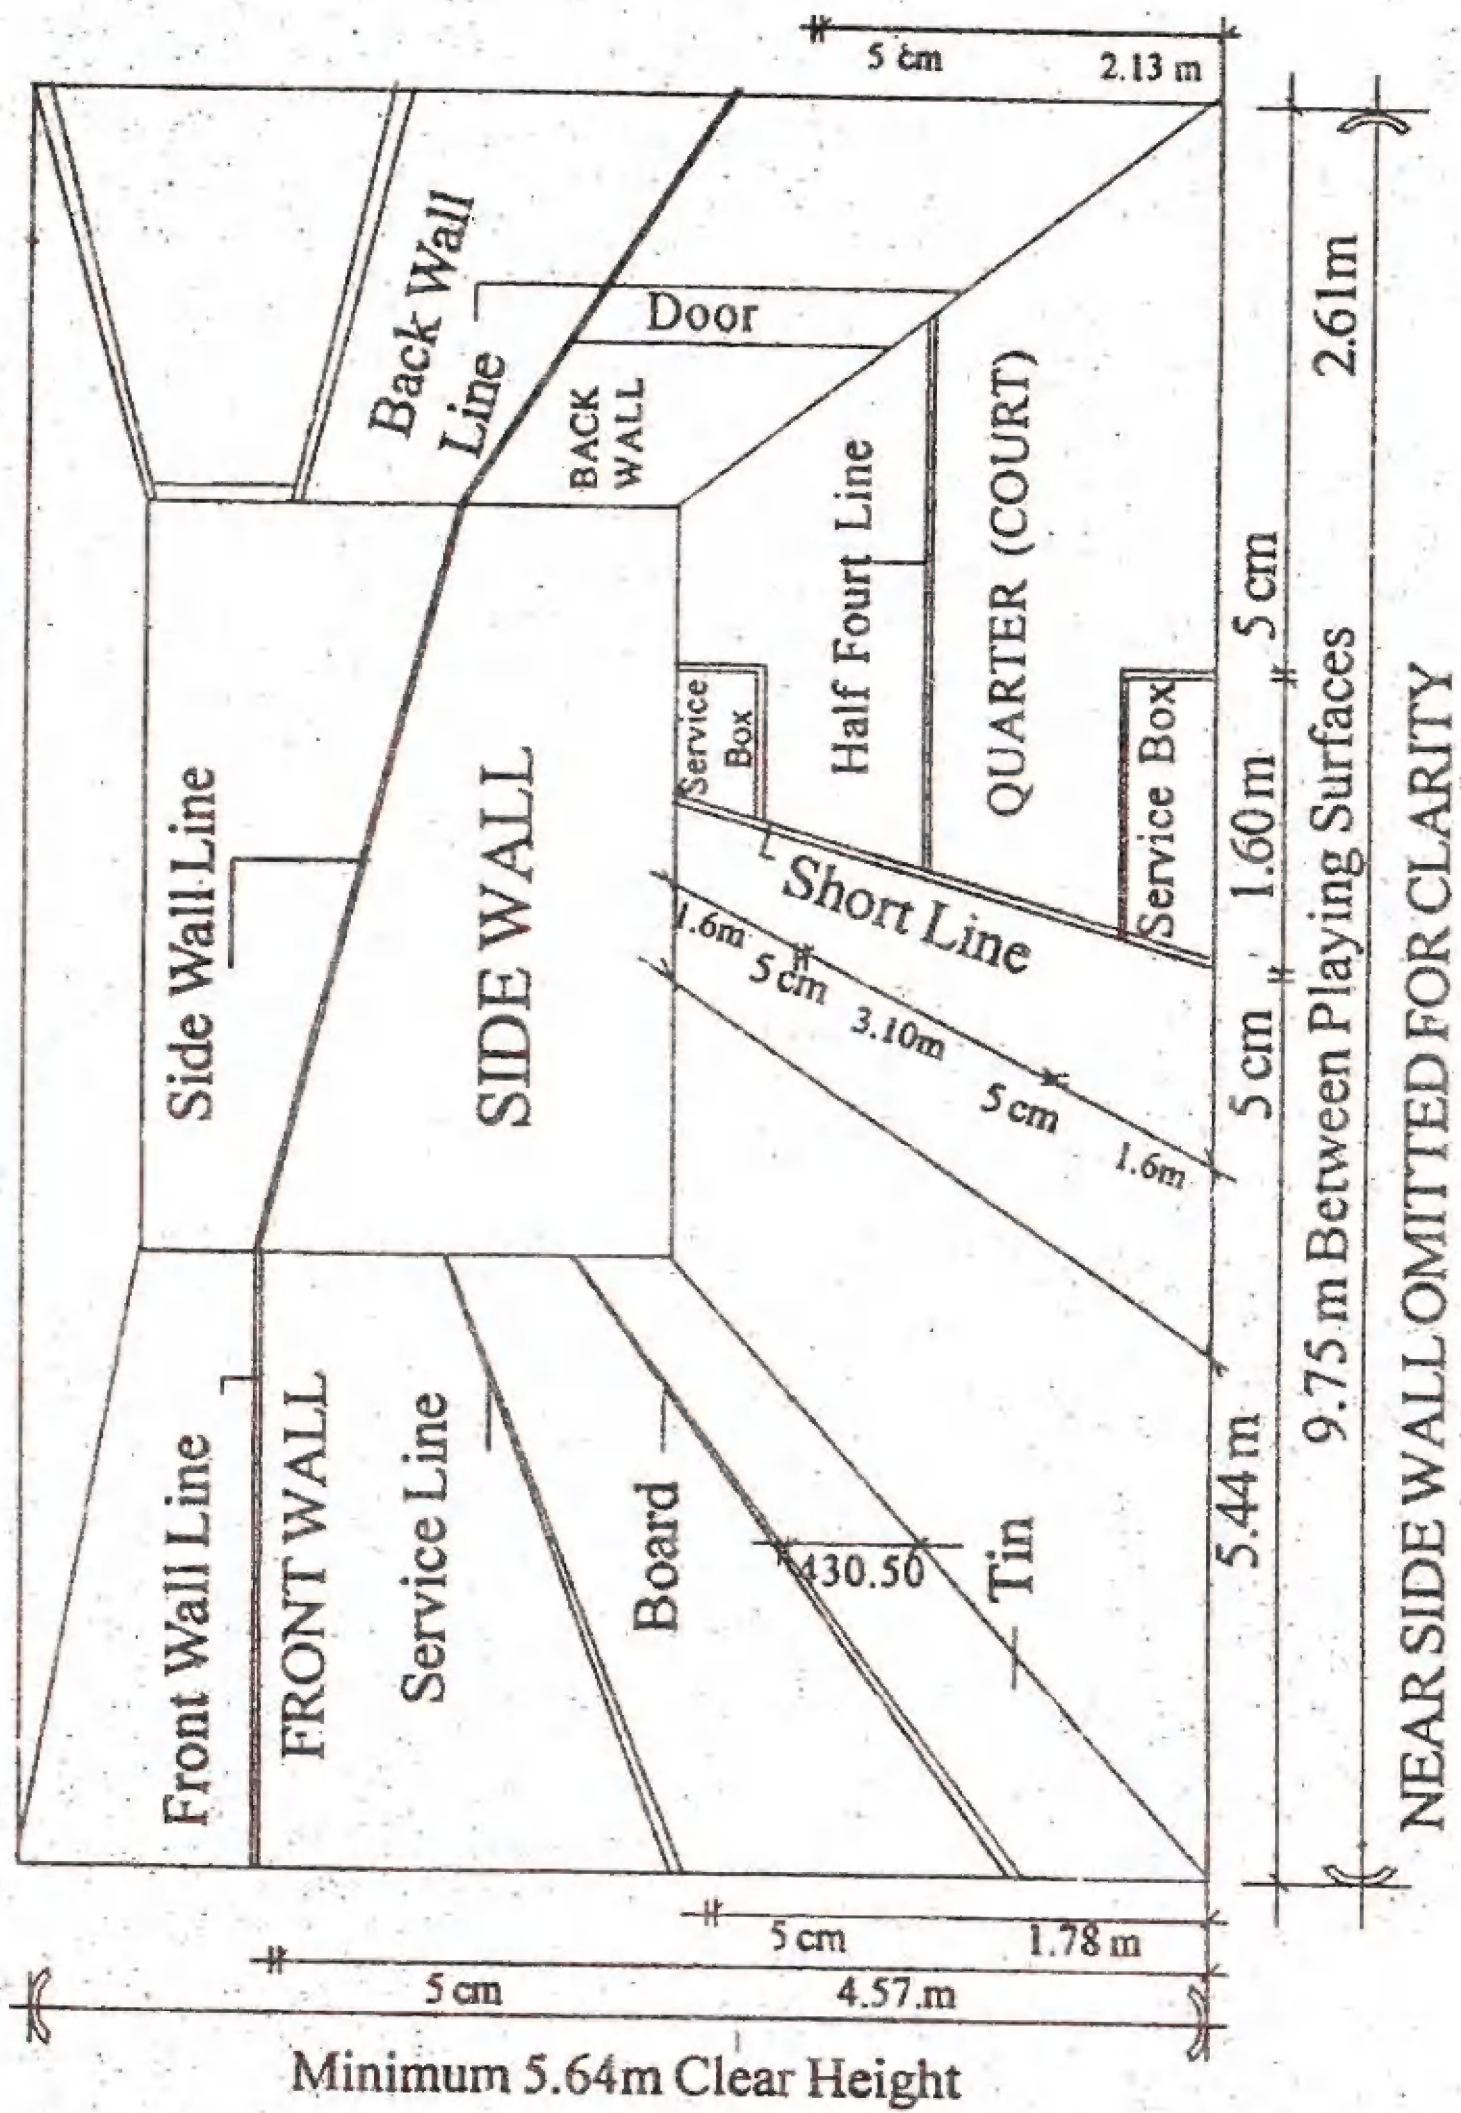 5 cm
2.13 m
Back Wall
Line
Door
BACK
WALL
Side Wall Line
SIDE WALL
Service
Box
Half Fourt Line
QUARTER (COURT)
Service Box
Short Line
1.6m
5 cm
3.10m
5 cm
1.6m
Front Wall Line
FRONT WALL
Service Line
Board
430.50
Tin
5.44 m
5 cm
1.60m
5 cm
2.61m
9.75 m Between Playing Surfaces
NEAR SIDE WALL OMITTED FOR CLARITY
5 cm
1.78 m
5 cm
4.57.m
Minimum 5.64m Clear Height